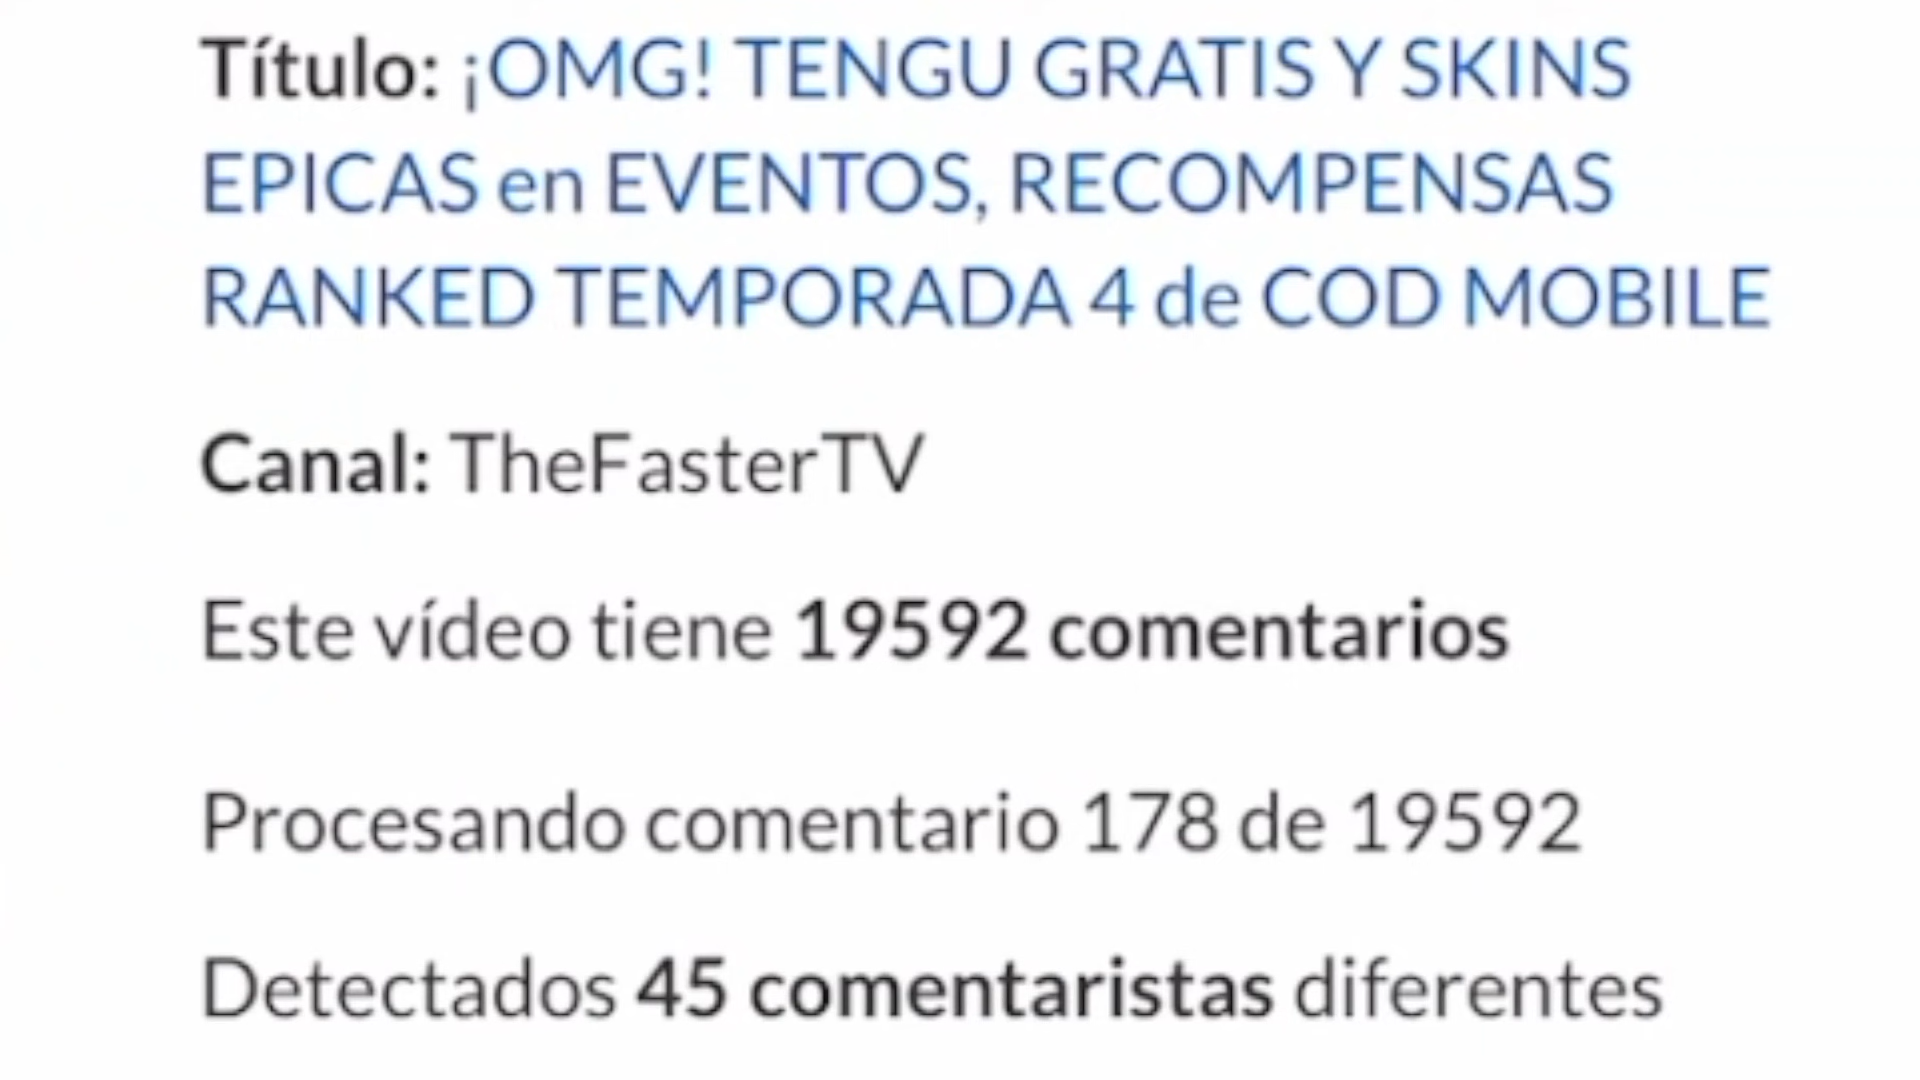 Título: ¡OMG! TENGU GRATIS Y SKINS
EPICAS en EVENTOS, RECOMPENSAS
RANKED TEMPORADA 4 de COD MOBILE
Canal: TheFasterTV
Este vídeo tiene 19592 comentarios
Procesando comentario 178 de 19592
Detectados 45 comentaristas diferentes